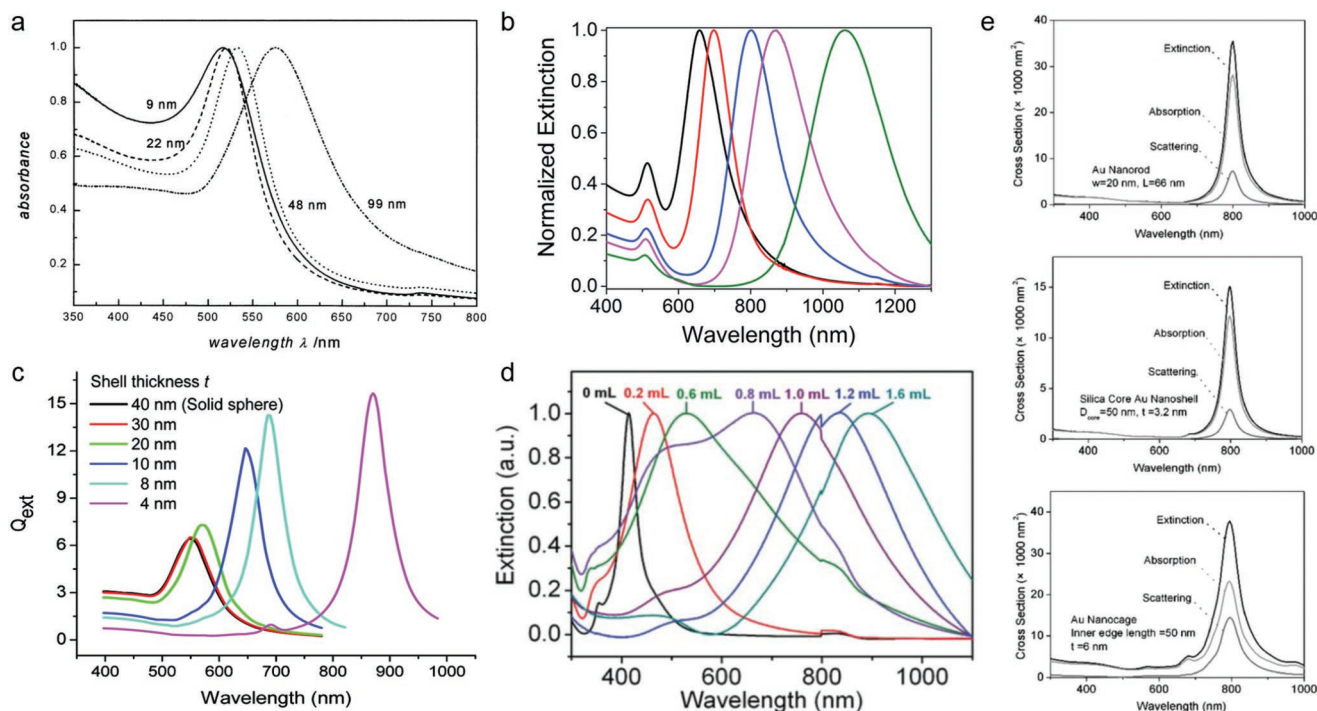 a
absorbance
1.0
0.8
0.6
0.4
0.2
9 nm
22 nm
48 nm
99 nm
350 400 450 500 550 600 650 700 750 800
wavelength λ /nm
b
Normalized Extinction
1.0
0.8
0.6
0.4
0.2
0.0
400 600 800 1000 1200
Wavelength (nm)
c
Q_ext
15
12
9
6
3
0
Shell thickness t
40 nm (Solid sphere)
30 nm
20 nm
10 nm
8 nm
4 nm
400 500 600 700 800 900 1000
Wavelength (nm)
d
Extinction (a.u.)
0 mL 0.2 mL 0.6 mL 0.8 mL 1.0 mL 1.2 mL 1.6 mL
1.0
0.8
0.6
0.4
0.2
0.0
400 500 600 700 800 900 1000
Wavelength (nm)
e
Cross Section (× 1000 nm²)
40
30
20
10
0
Extinction
Absorption
Scattering
Au Nanorod
w=20 nm, L=66 nm
400 600 800 1000
Wavelength (nm)
Cross Section (× 1000 nm²)
15
10
5
0
Extinction
Absorption
Scattering
Silica Core Au Nanoshell
D_core=50 nm, t =3.2 nm
400 600 800 1000
Wavelength (nm)
Cross Section (× 1000 nm²)
40
30
20
10
0
Extinction
Absorption
Scattering
Au Nanocage
Inner edge length =50 nm
t =6 nm
400 600 800 1000
Wavelength (nm)